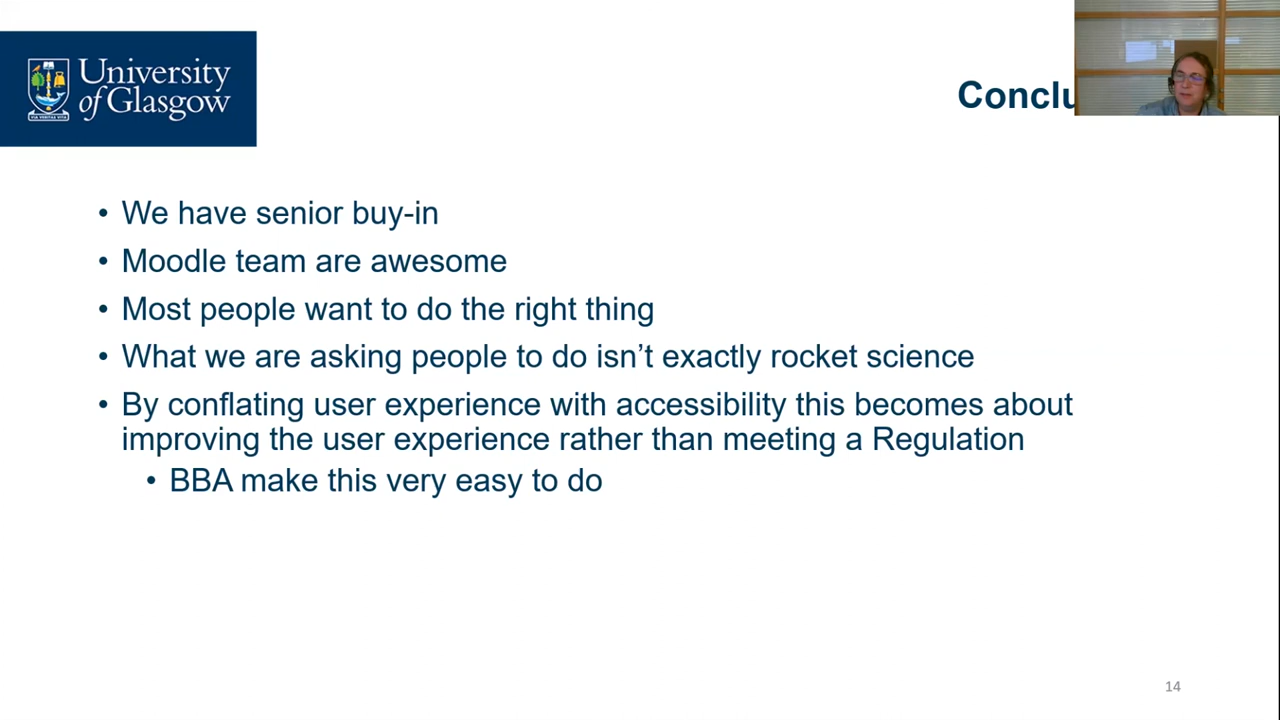 University
of Glasgow
VIA VERITAS VITA
Conclu
• We have senior buy-in
• Moodle team are awesome
• Most people want to do the right thing
• What we are asking people to do isn’t exactly rocket science
• By conflating user experience with accessibility this becomes about
improving the user experience rather than meeting a Regulation
• BBA make this very easy to do
14